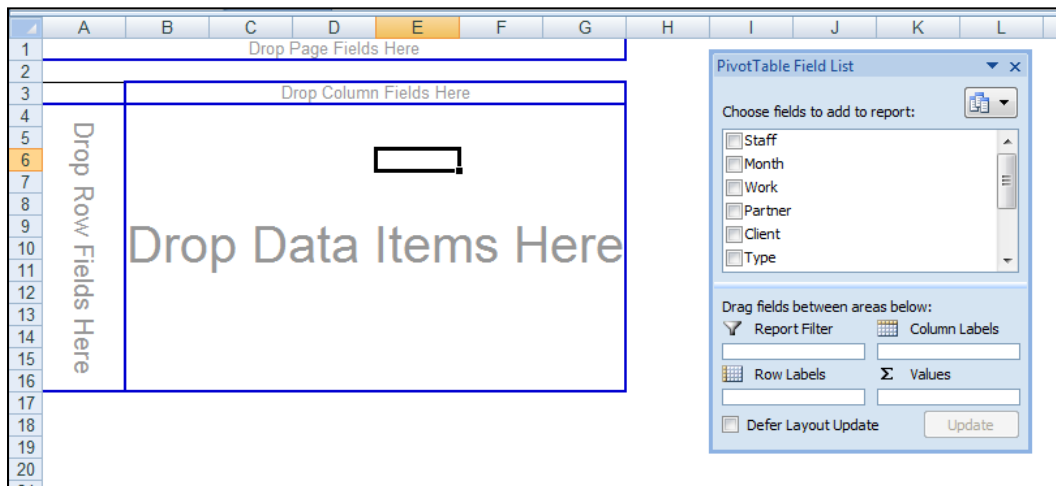 A B C D E F G H I J K L
1 Drop Page Fields Here
2
3 Drop Column Fields Here
4
5
6
7
8
9
10
11
12
13
14
15
16
17
18
19
20
Drop Row Fields Here
Drop Data Items Here
PivotTable Field List
Choose fields to add to report:
Staff
Month
Work
Partner
Client
Type
Drag fields between areas below:
Report Filter Column Labels
Row Labels Σ Values
Defer Layout Update Update